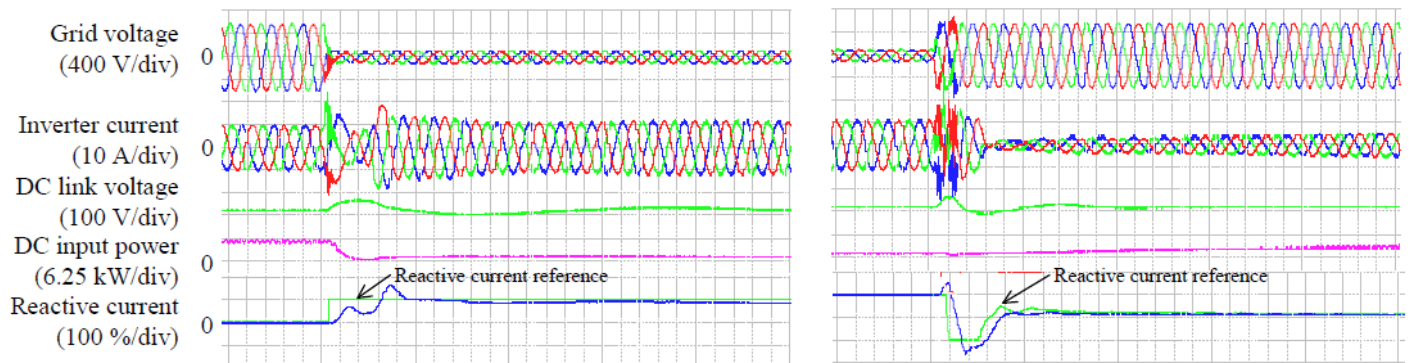 Grid voltage
(400 V/div)
0
Inverter current
(10 A/div)
0
DC link voltage
(100 V/div)
DC input power
(6.25 kW/div)
0
Reactive current
(100 %/div)
0
Reactive current reference
Reactive current reference